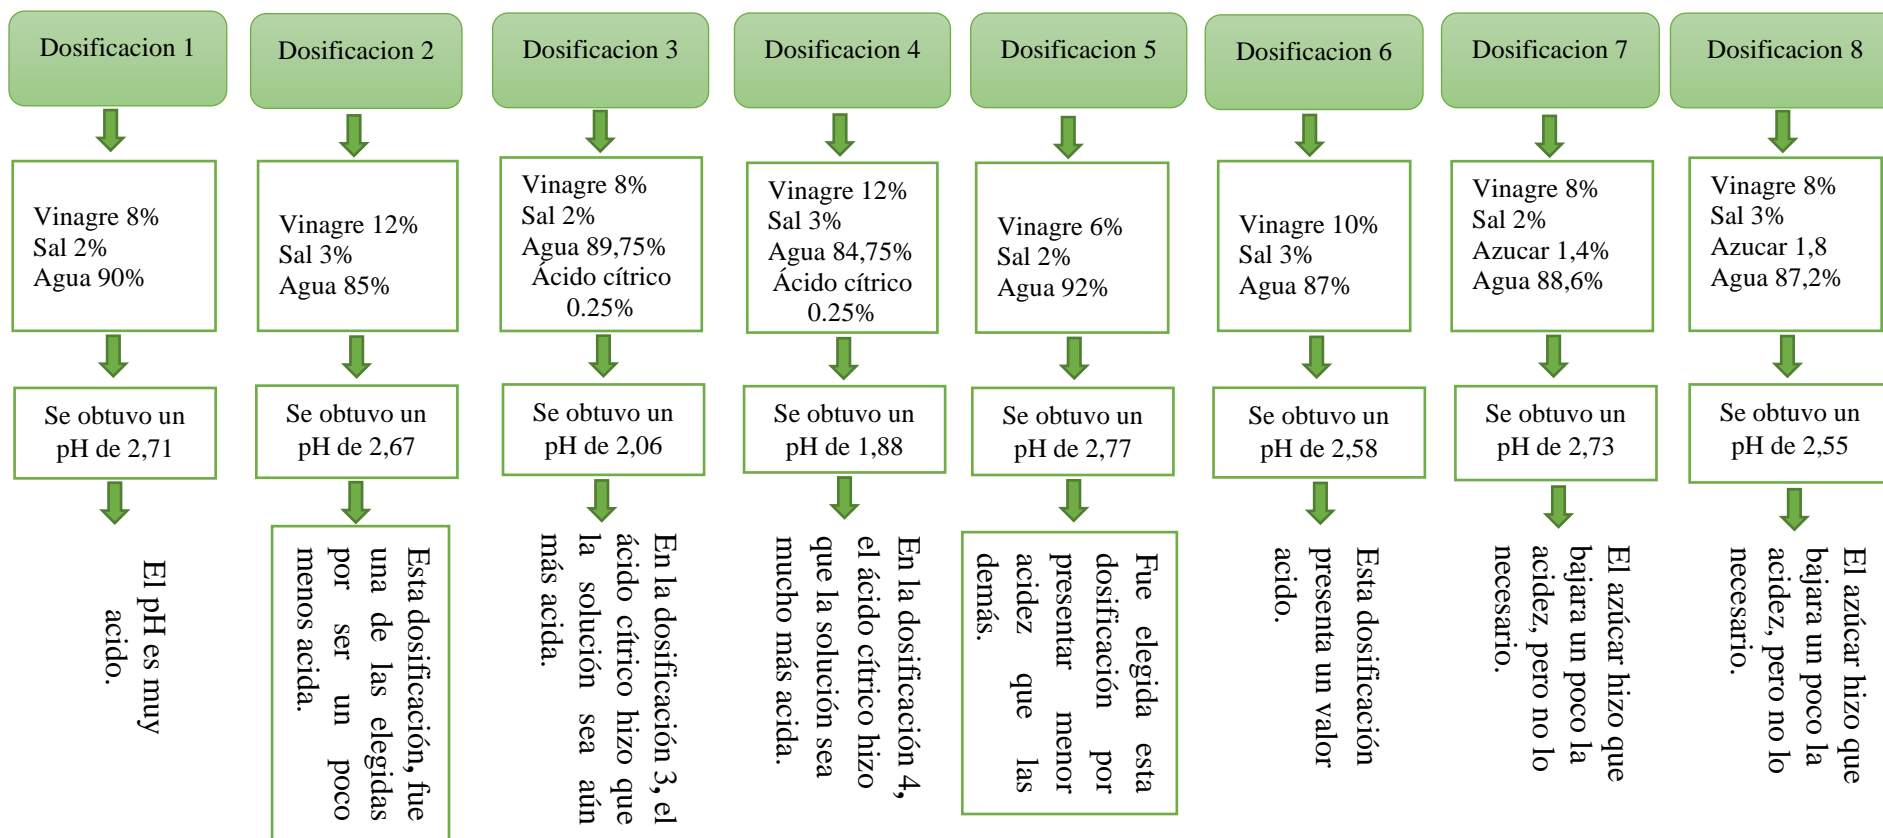 Dosificacion 1
Vinagre 8%
Sal 2%
Agua 90%
Se obtuvo un
pH de 2,71
El pH es muy
acido.
Dosificacion 2
Vinagre 12%
Sal 3%
Agua 85%
Se obtuvo un
pH de 2,67
Esta dosificación, fue
una de las elegidas
por ser un poco
menos acida.
Dosificacion 3
Vinagre 8%
Sal 2%
Agua 89,75%
Ácido cítrico
0.25%
Se obtuvo un
pH de 2,06
En la dosificación 3, el
ácido cítrico hizo que
la solución sea aún
más acida.
Dosificacion 4
Vinagre 12%
Sal 3%
Agua 84,75%
Ácido cítrico
0.25%
Se obtuvo un
pH de 1,88
En la dosificación 4,
el ácido cítrico hizo
que la solución sea
mucho más acida.
Dosificacion 5
Vinagre 6%
Sal 2%
Agua 92%
Se obtuvo un
pH de 2,77
Fue elegida esta
dosificación por
presentar menor
acidez que las
demás.
Dosificacion 6
Vinagre 10%
Sal 3%
Agua 87%
Se obtuvo un
pH de 2,58
Esta dosificación
presenta un valor
acido.
Dosificacion 7
Vinagre 8%
Sal 2%
Azucar 1,4%
Agua 88,6%
Se obtuvo un
pH de 2,73
El azúcar hizo que
bajara un poco la
acidez, pero no lo
necesario.
Dosificacion 8
Vinagre 8%
Sal 3%
Azucar 1,8
Agua 87,2%
Se obtuvo un
pH de 2,55
El azúcar hizo que
bajara un poco la
acidez, pero no lo
necesario.